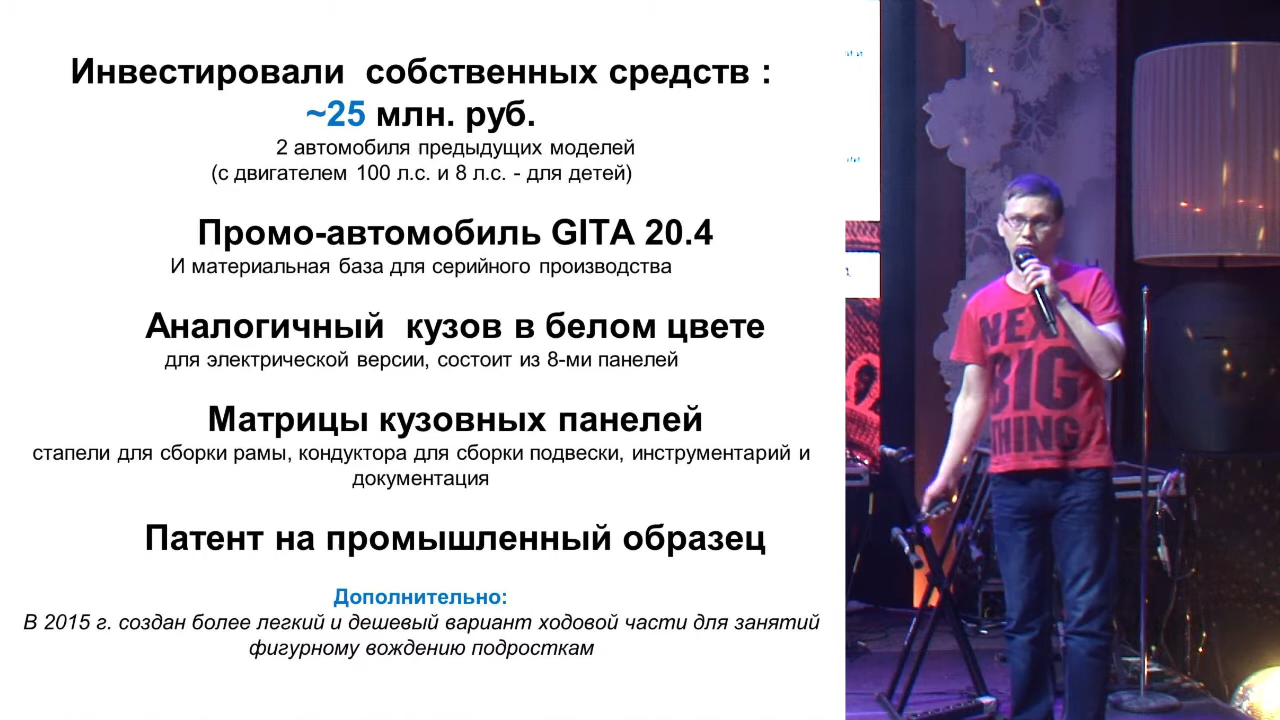 Инвестировали собственных средств :
~25 млн. руб.
2 автомобиля предыдущих моделей
(с двигателем 100 л.с. и 8 л.с. - для детей)
Промо-автомобиль GITA 20.4
И материальная база для серийного производства
Аналогичный кузов в белом цвете
для электрической версии, состоит из 8-ми панелей
Матрицы кузовных панелей
стапели для сборки рамы, кондуктора для сборки подвески, инструментарий и
документация
Патент на промышленный образец
Дополнительно:
В 2015 г. создан более легкий и дешевый вариант ходовой части для занятий
фигурному вождению подросткам
NEXT
BIG
THING